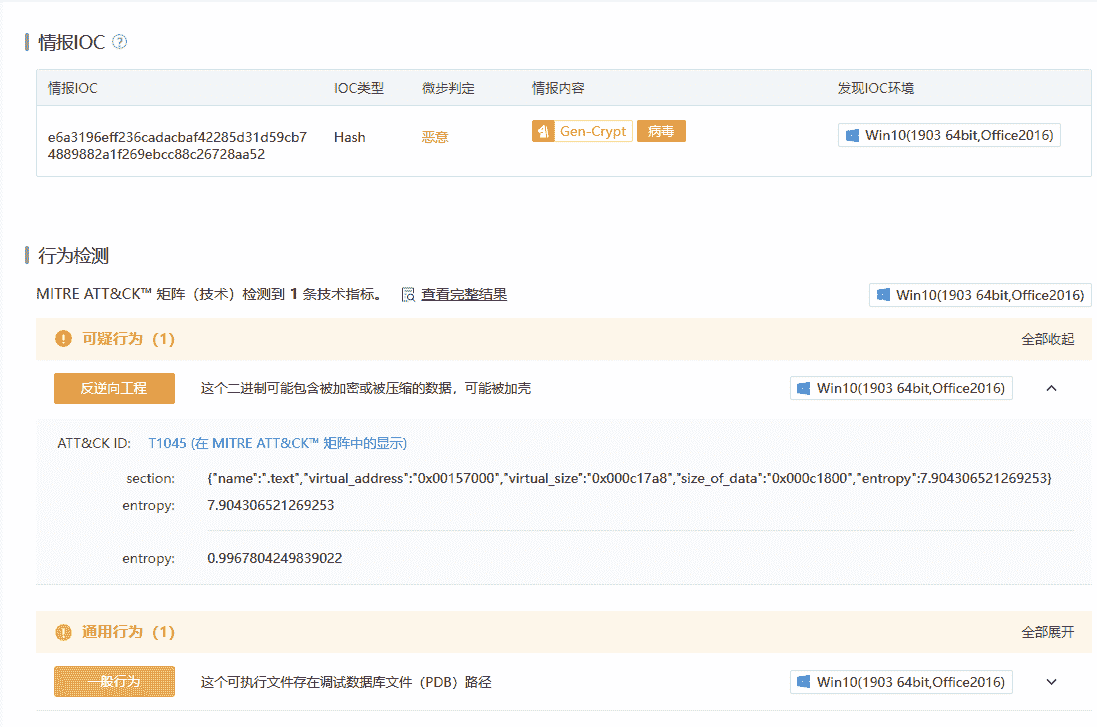 情报IOC ?
情报IOC IOC类型 微步判定 情报内容 发现IOC环境
e6a3196eff236cadacbaf42285d31d59cb7 Hash 恶意 Gen-Crypt 病毒 Win10(1903 64bit,Office2016)
4889882a1f269ebcc88c26728aa52
行为检测
MITRE ATT&CK™ 矩阵（技术）检测到 1 条技术指标。 查看完整结果 Win10(1903 64bit,Office2016)
可疑行为（1） 全部收起
反逆向工程 这个二进制可能包含被加密或被压缩的数据，可能被加壳 Win10(1903 64bit,Office2016)
ATT&CK ID: T1045 (在 MITRE ATT&CK™ 矩阵中的显示)
section: {"name":".text","virtual_address":"0x00157000","virtual_size":"0x000c17a8","size_of_data":"0x000c1800","entropy":7.904306521269253}
entropy: 7.904306521269253
entropy: 0.9967804249839022
通用行为（1） 全部展开
一般行为 这个可执行文件存在调试数据库文件（PDB）路径 Win10(1903 64bit,Office2016)